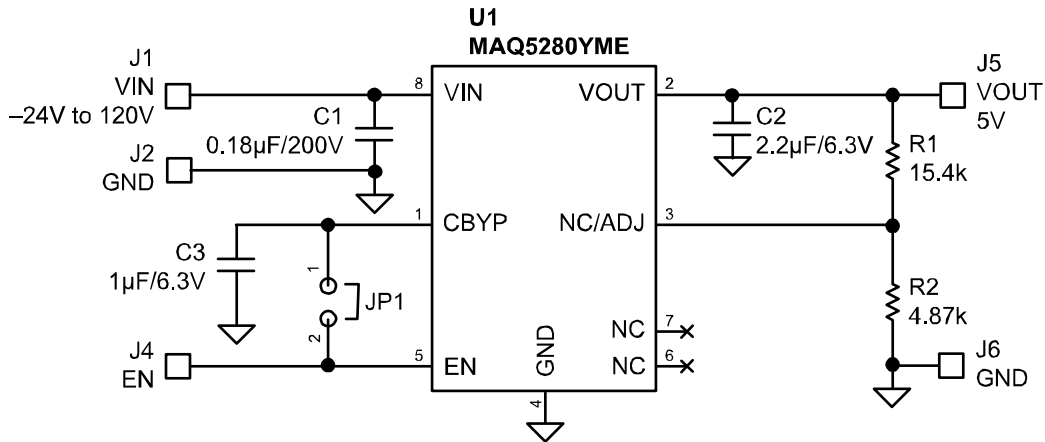 U1
MAQ5280YME
J1
VIN
–24V to 120V
J2
GND
C1
0.18µF/200V
8
VIN
VOUT
2
C2
2.2µF/6.3V
J5
VOUT
5V
R1
15.4k
1
CBYP
NC/ADJ
3
C3
1µF/6.3V
1
JP1
2
R2
4.87k
NC
7
NC
6
J4
EN
5
EN
GND
4
J6
GND